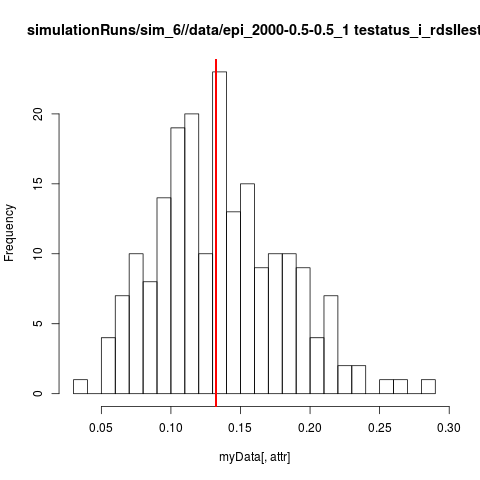 simulationRuns/sim_6//data/epi_2000-0.5-0.5_1 testatus_i_rdsllest
Frequency
20
15
10
5
0
0.05 0.10 0.15 0.20 0.25 0.30
myData[, attr]